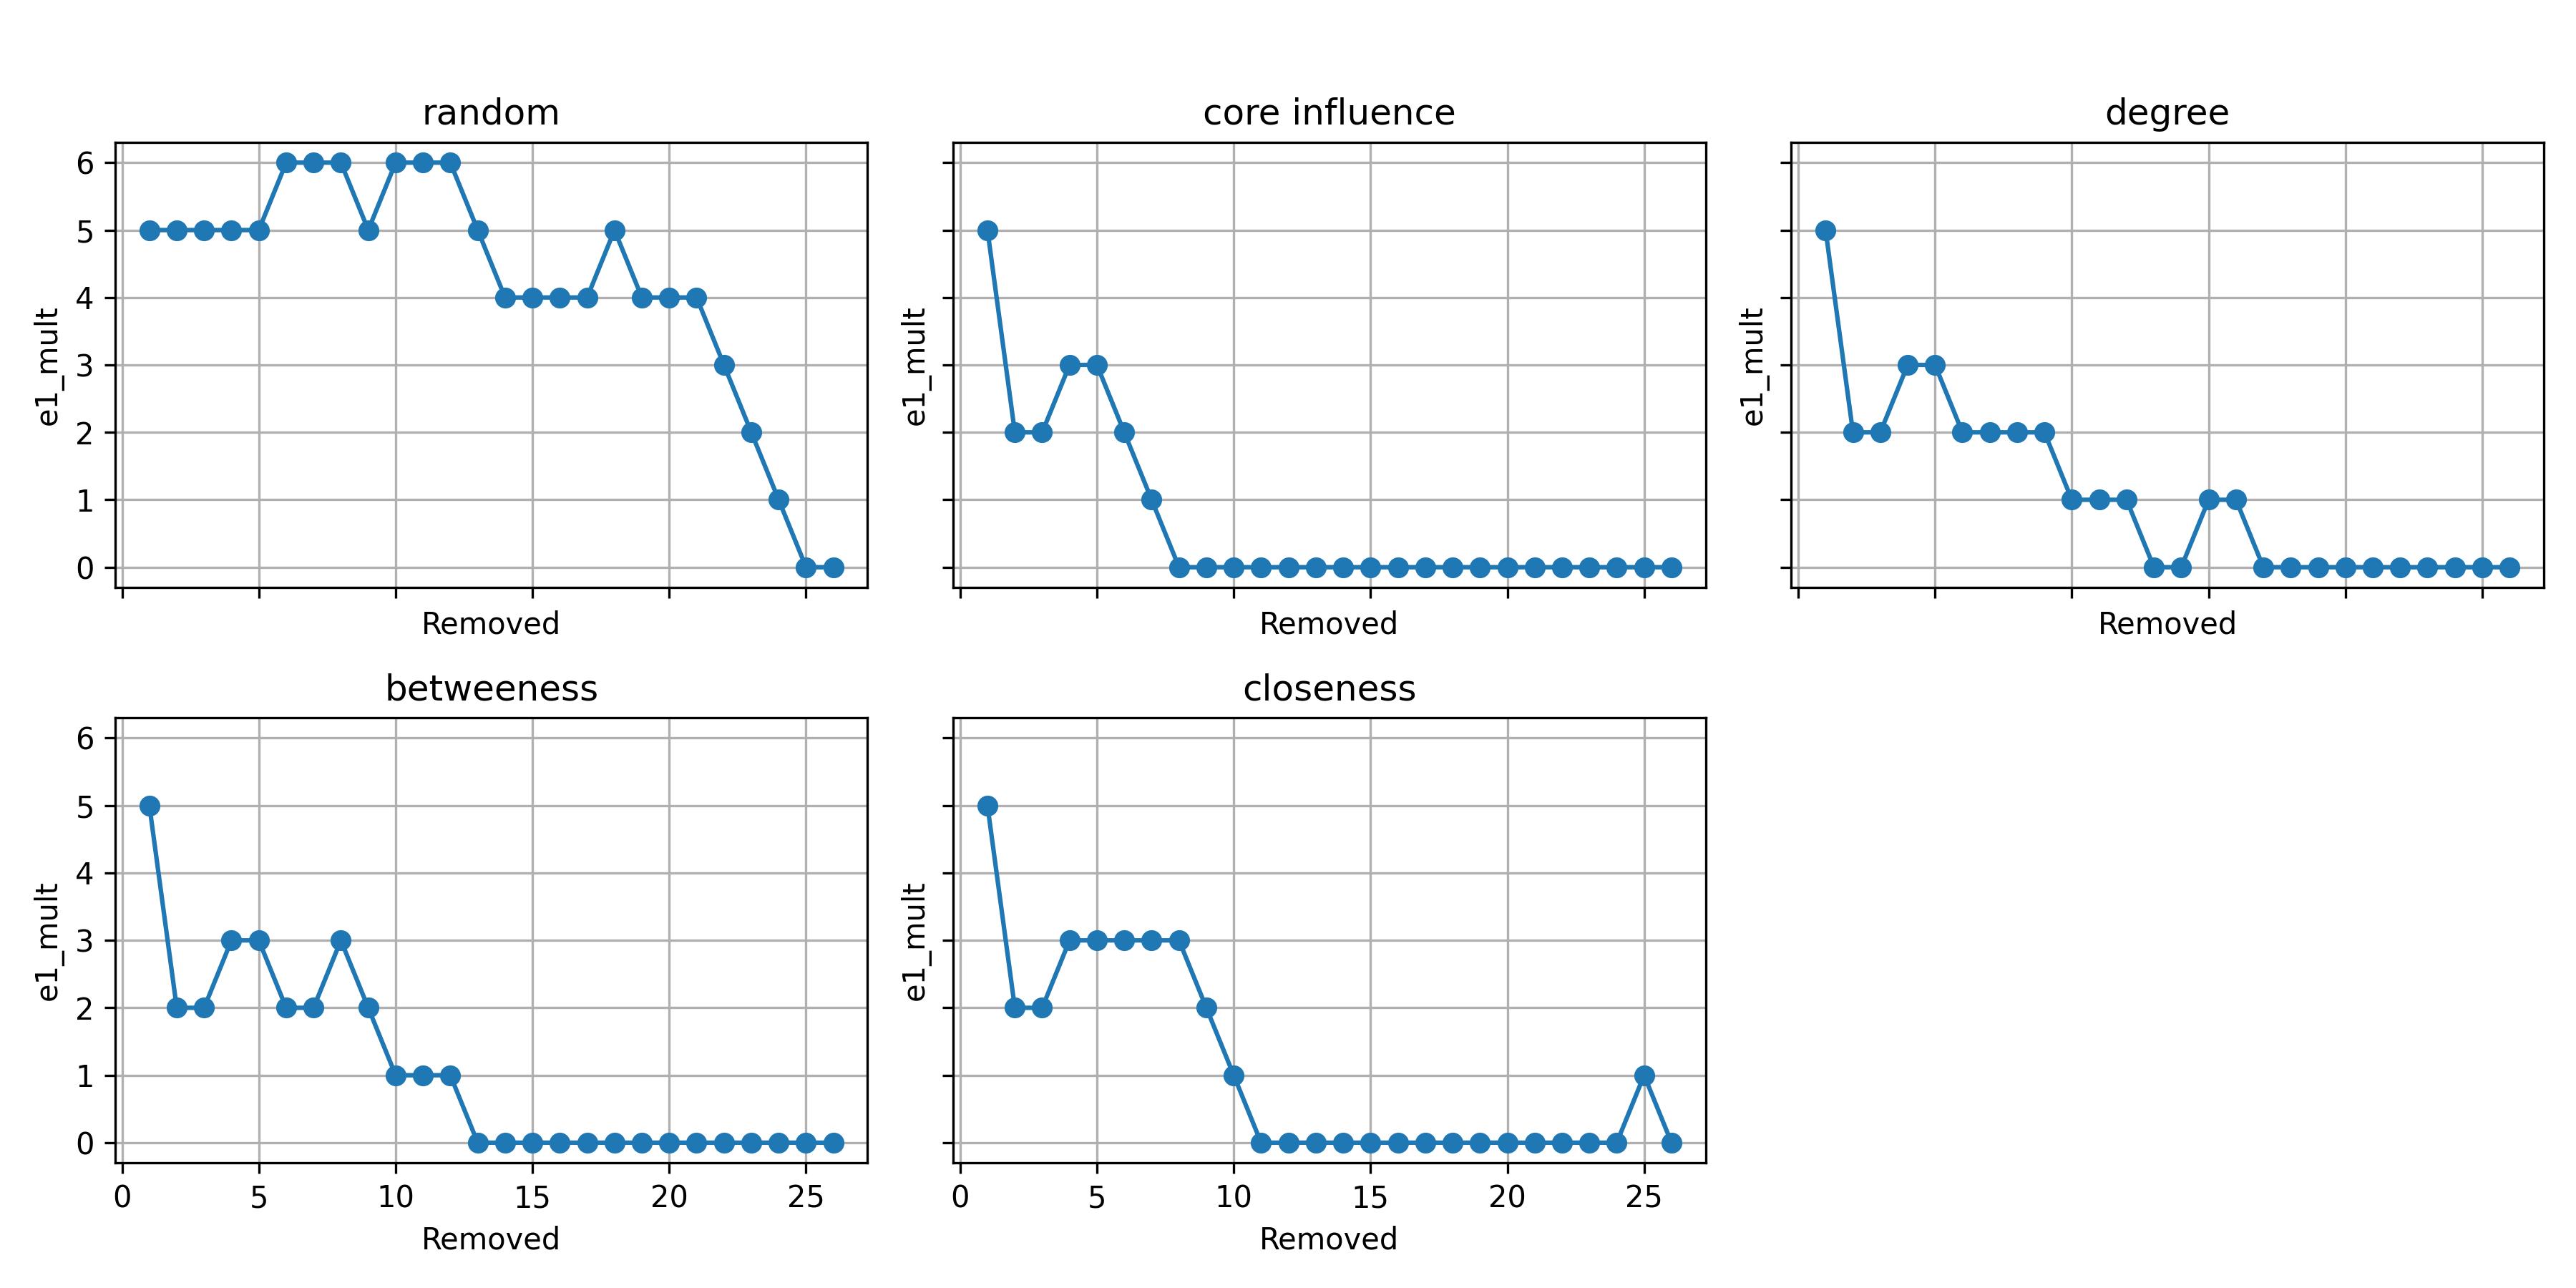 random
6
5
4
3
2
1
0
e1_mult
Removed
core influence
e1_mult
Removed
degree
e1_mult
Removed
betweeness
6
5
4
3
2
1
0
e1_mult
0 5 10 15 20 25
Removed
closeness
e1_mult
0 5 10 15 20 25
Removed